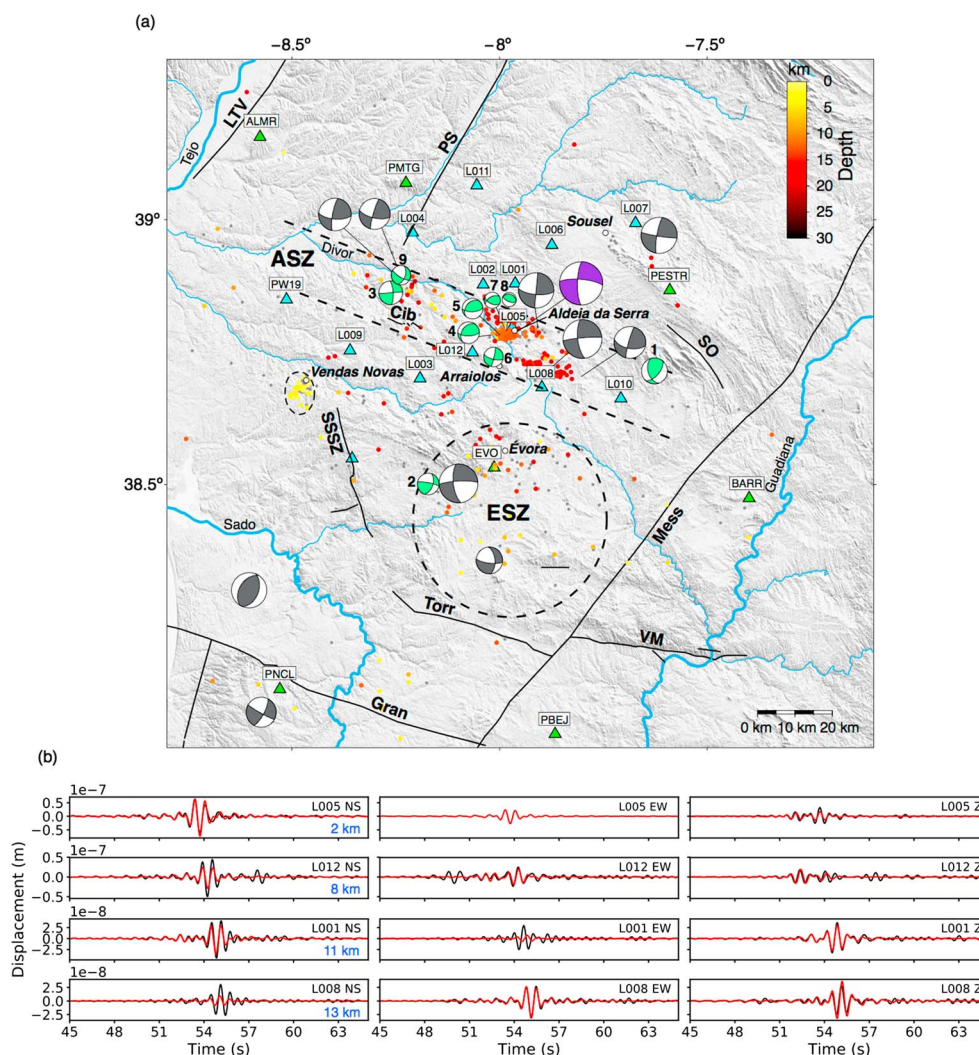 (a)
−8.5° −8° −7.5°
km
0
5
10
15
20
25
30
Depth
LTV
ALMR
Tejo
PS
PMTG
L011
39°
L004
L007
Sousel
L006
Divor
ASZ
9
PW19
3
L002
L001
7
8
PESTR
5
L005
Aldeia da Serra
Cib
4
SO
L009
L012
6
1
Vendas Novas
L003
Arraiolos
L008
L010
SSSZ
Évora
EVO
38.5°
2
BARR
Guadiana
Sado
ESZ
Mess
Torr
VM
PNCL
Gran
PBEJ
0 km 10 km 20 km
(b)
1e−7
0.5
0.0
−0.5
L005 NS
2 km
L005 EW
L005 Z
1e−7
0.5
0.0
−0.5
L012 NS
8 km
L012 EW
L012 Z
1e−8
2.5
0.0
−2.5
L001 NS
11 km
L001 EW
L001 Z
1e−8
2.5
0.0
−2.5
L008 NS
13 km
L008 EW
L008 Z
Displacement (m)
45 48 51 54 57 60 63
45 48 51 54 57 60 63
45 48 51 54 57 60 63
Time (s)
Time (s)
Time (s)